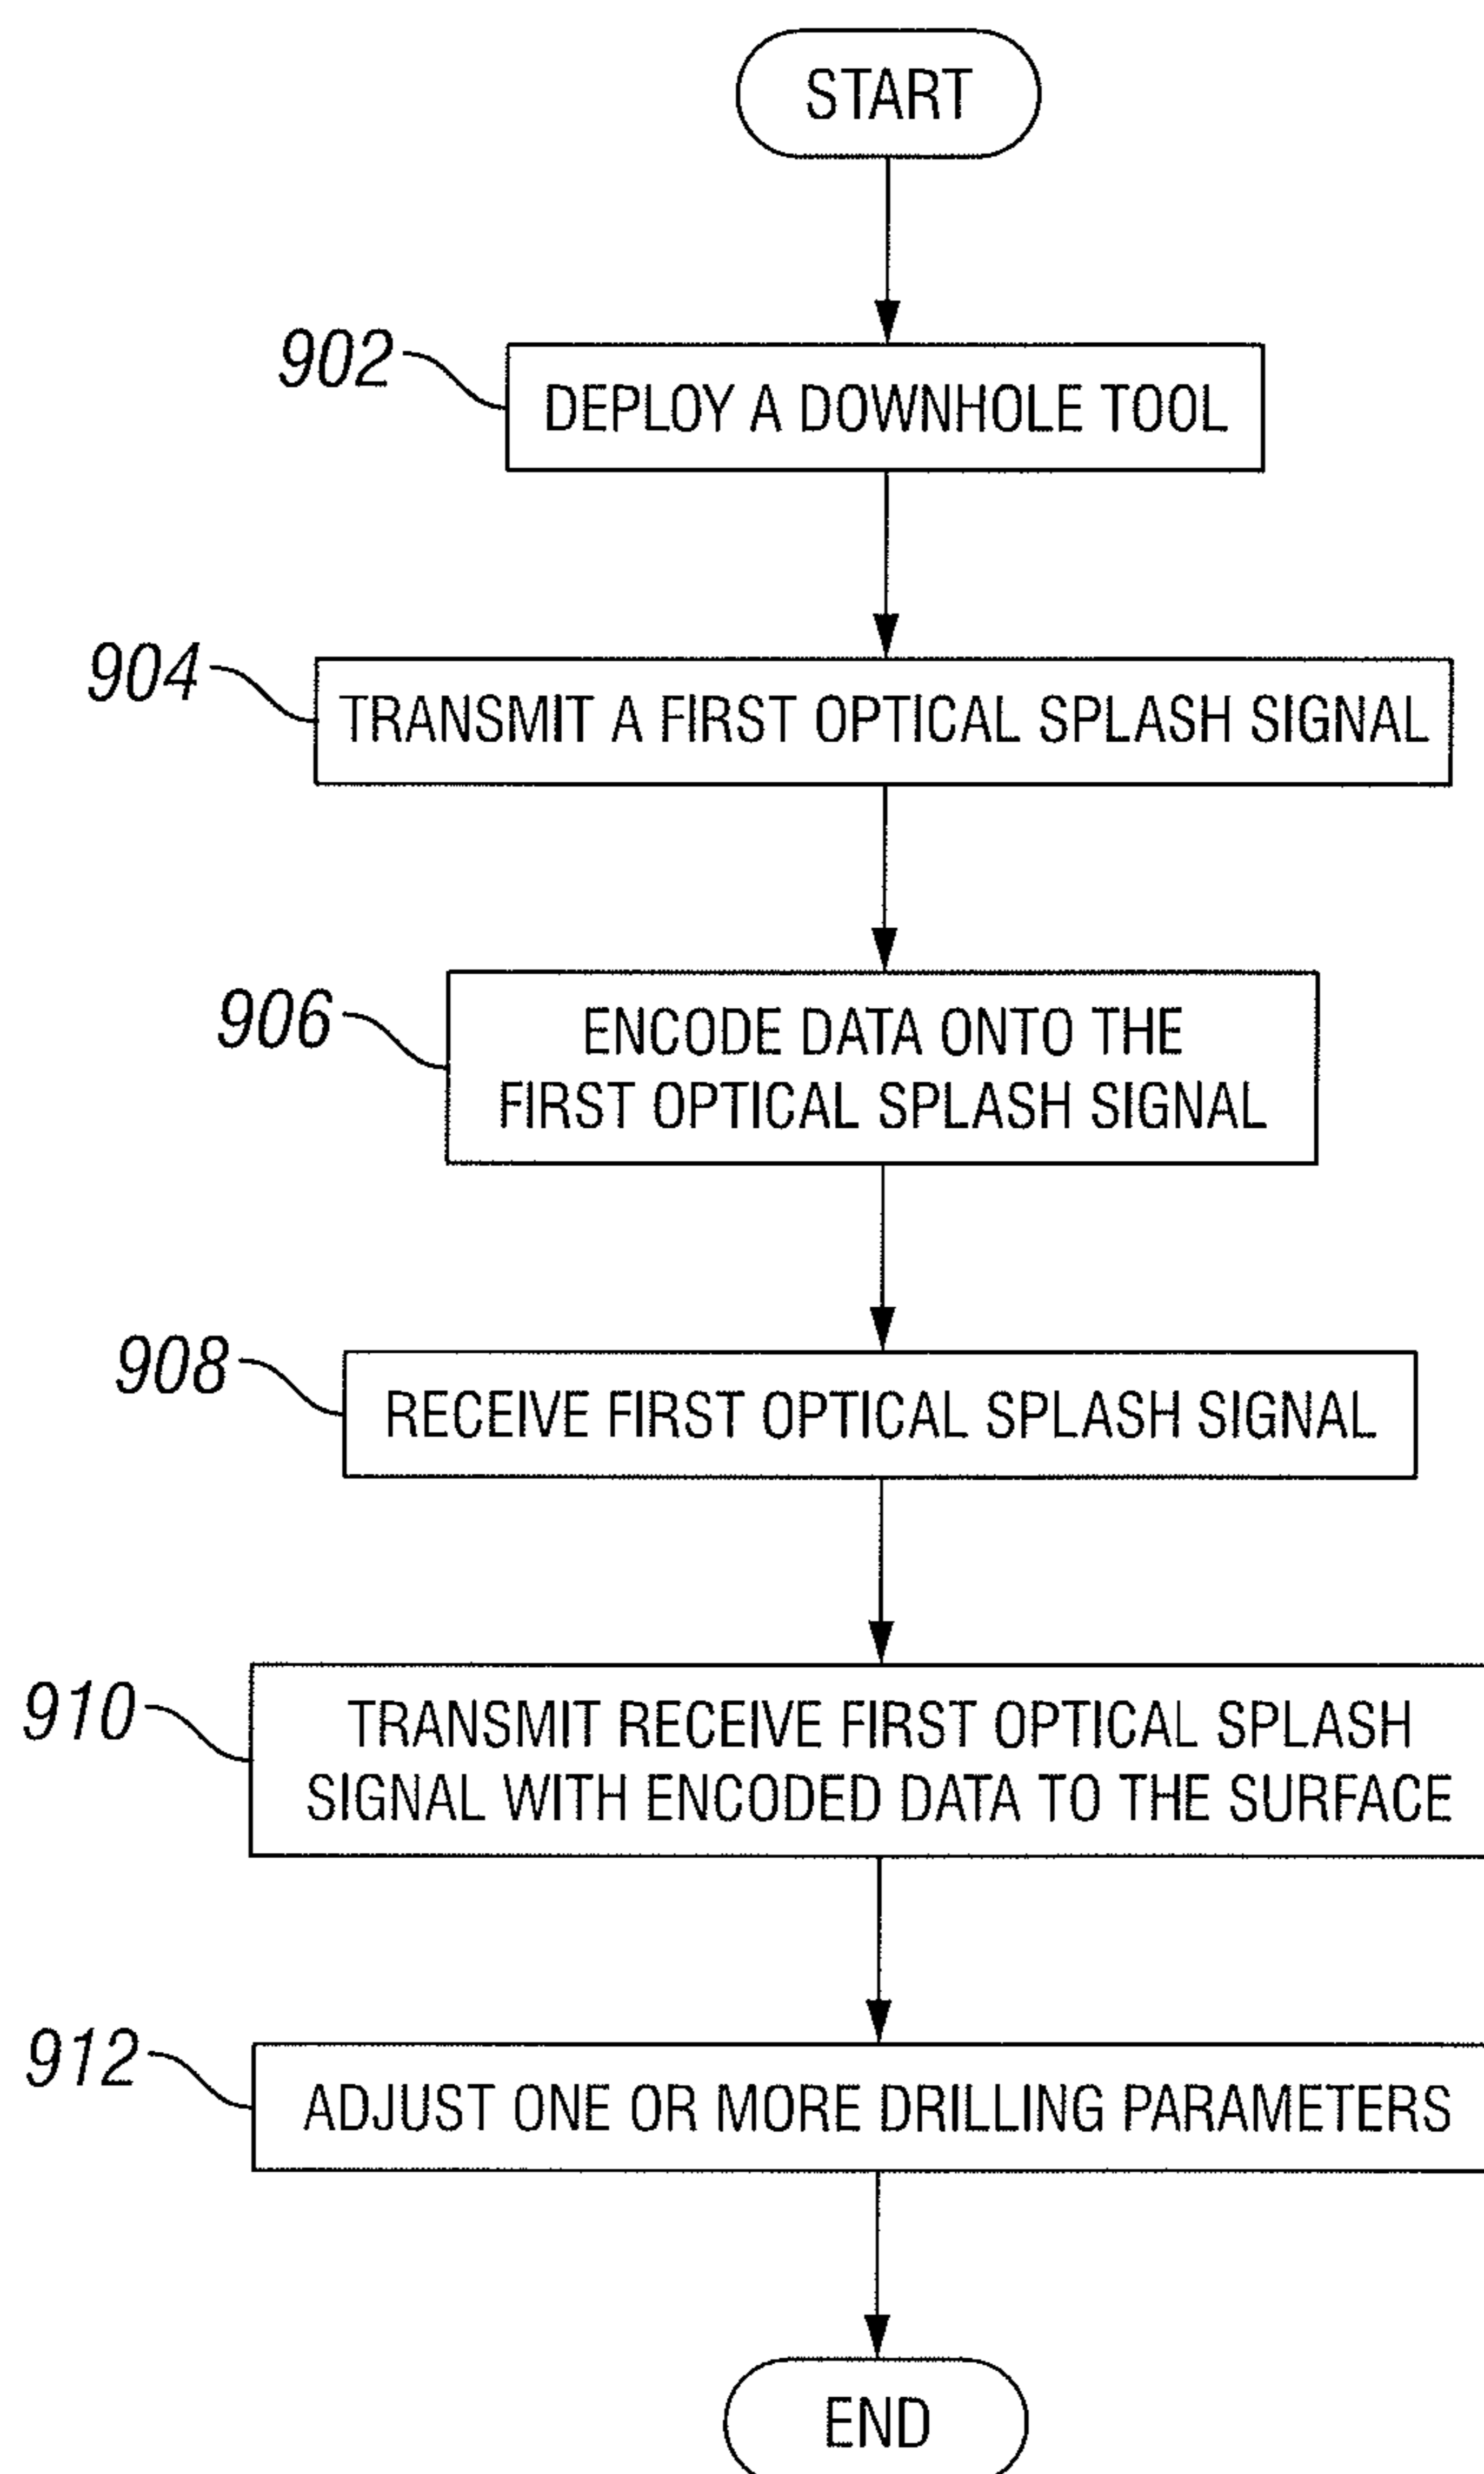 START
902
DEPLOY A DOWNHOLE TOOL
904
TRANSMIT A FIRST OPTICAL SPLASH SIGNAL
906
ENCODE DATA ONTO THE
FIRST OPTICAL SPLASH SIGNAL
908
RECEIVE FIRST OPTICAL SPLASH SIGNAL
910
TRANSMIT RECEIVE FIRST OPTICAL SPLASH
SIGNAL WITH ENCODED DATA TO THE SURFACE
912
ADJUST ONE OR MORE DRILLING PARAMETERS
END